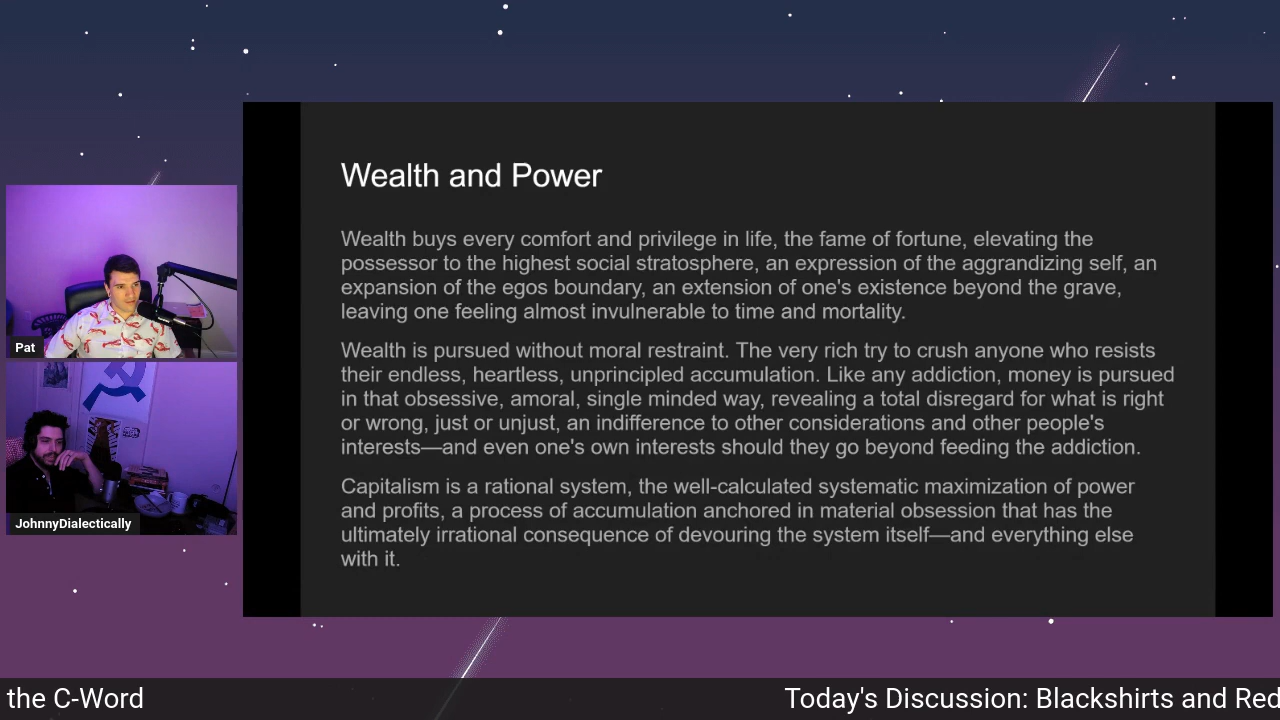 Wealth and Power
Wealth buys every comfort and privilege in life, the fame of fortune, elevating the
possessor to the highest social stratosphere, an expression of the aggrandizing self, an
expansion of the egos boundary, an extension of one's existence beyond the grave,
leaving one feeling almost invulnerable to time and mortality.
Wealth is pursued without moral restraint. The very rich try to crush anyone who resists
their endless, heartless, unprincipled accumulation. Like any addiction, money is pursued
in that obsessive, amoral, single minded way, revealing a total disregard for what is right
or wrong, just or unjust, an indifference to other considerations and other people's
interests—and even one's own interests should they go beyond feeding the addiction.
Capitalism is a rational system, the well-calculated systematic maximization of power
and profits, a process of accumulation anchored in material obsession that has the
ultimately irrational consequence of devouring the system itself—and everything else
with it.
Pat
JohnnyDialectically
the C-Word
Today's Discussion: Blackshirts and Red